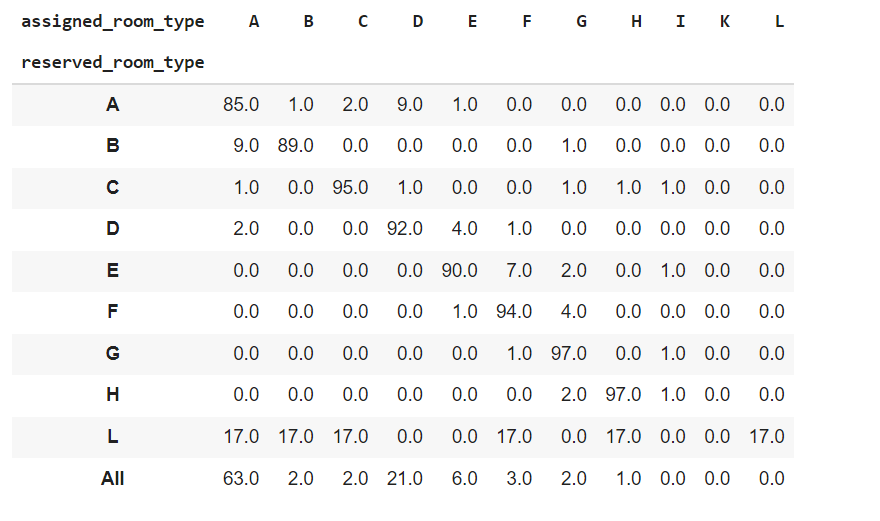 assigned_room_type A B C D E F G H I K L
reserved_room_type
A 85.0 1.0 2.0 9.0 1.0 0.0 0.0 0.0 0.0 0.0 0.0
B 9.0 89.0 0.0 0.0 0.0 0.0 1.0 0.0 0.0 0.0 0.0
C 1.0 0.0 95.0 1.0 0.0 0.0 1.0 1.0 1.0 0.0 0.0
D 2.0 0.0 0.0 92.0 4.0 1.0 0.0 0.0 0.0 0.0 0.0
E 0.0 0.0 0.0 0.0 90.0 7.0 2.0 0.0 1.0 0.0 0.0
F 0.0 0.0 0.0 0.0 1.0 94.0 4.0 0.0 0.0 0.0 0.0
G 0.0 0.0 0.0 0.0 0.0 1.0 97.0 0.0 1.0 0.0 0.0
H 0.0 0.0 0.0 0.0 0.0 0.0 2.0 97.0 1.0 0.0 0.0
L 17.0 17.0 17.0 0.0 0.0 17.0 0.0 17.0 0.0 0.0 17.0
All 63.0 2.0 2.0 21.0 6.0 3.0 2.0 1.0 0.0 0.0 0.0